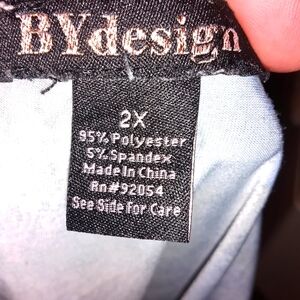 BYdesign
2X
95% Polyester
5% Spandex
Made In China
Rn#92054
See Side For Care